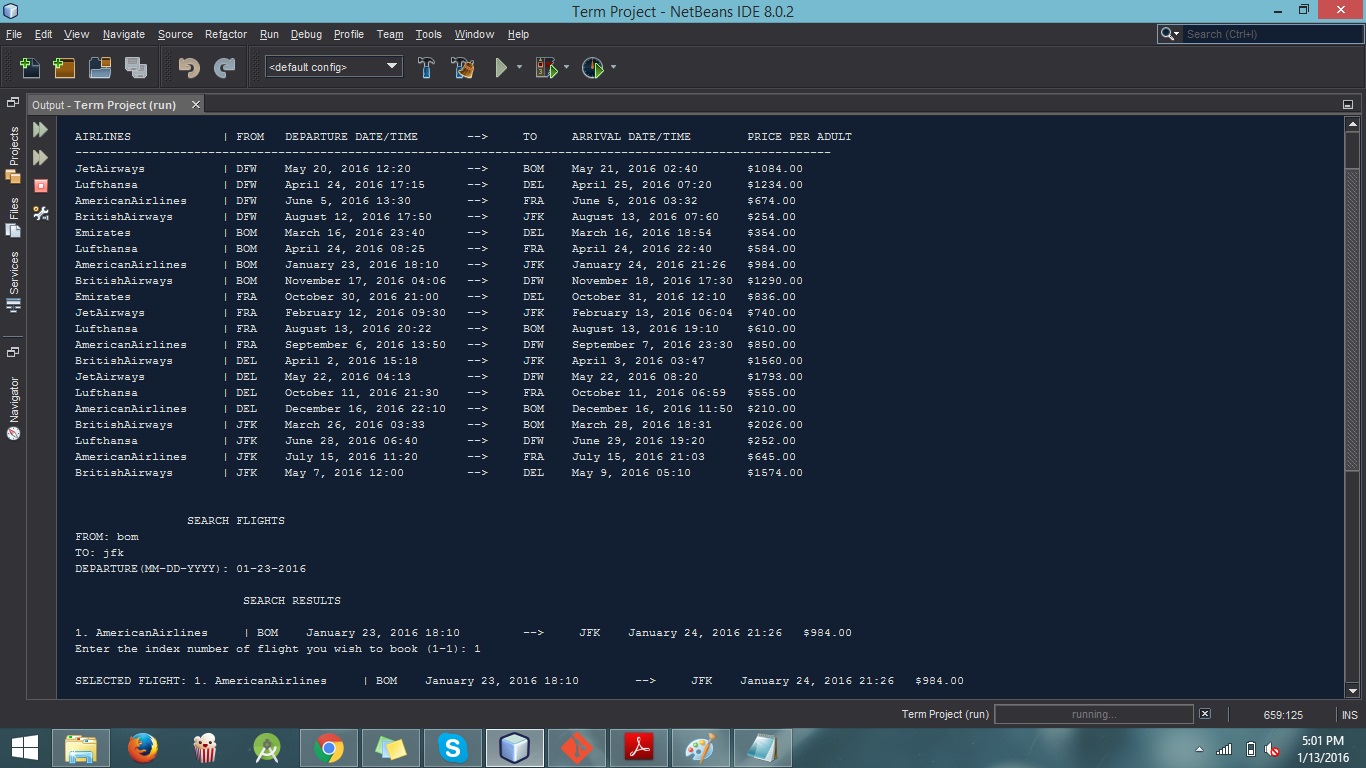 Term Project - NetBeans IDE 8.0.2
File Edit View Navigate Source Refactor Run Debug Profile Team Tools Window Help
Search (Ctrl+I)
<default config>
Output - Term Project (run)
Projects
Files
Services
Navigator
AIRLINES | FROM DEPARTURE DATE/TIME --> TO ARRIVAL DATE/TIME PRICE PER ADULT
------------------------------------------------------------------------------------------------------------
JetAirways | DFW May 20, 2016 12:20 --> BOM May 21, 2016 02:40 $1084.00
Lufthansa | DFW April 24, 2016 17:15 --> DEL April 25, 2016 07:20 $1234.00
AmericanAirlines | DFW June 5, 2016 13:30 --> FRA June 5, 2016 03:32 $674.00
BritishAirways | DFW August 12, 2016 17:50 --> JFK August 13, 2016 07:60 $254.00
Emirates | BOM March 16, 2016 23:40 --> DEL March 16, 2016 18:54 $354.00
Lufthansa | BOM April 24, 2016 08:25 --> FRA April 24, 2016 22:40 $584.00
AmericanAirlines | BOM January 23, 2016 18:10 --> JFK January 24, 2016 21:26 $984.00
BritishAirways | BOM November 17, 2016 04:06 --> DFW November 18, 2016 17:30 $1290.00
Emirates | FRA October 30, 2016 21:00 --> DEL October 31, 2016 12:10 $836.00
JetAirways | FRA February 12, 2016 09:30 --> JFK February 13, 2016 06:04 $740.00
Lufthansa | FRA August 13, 2016 20:22 --> BOM August 13, 2016 19:10 $610.00
AmericanAirlines | FRA September 6, 2016 13:50 --> DFW September 7, 2016 23:30 $850.00
BritishAirways | DEL April 2, 2016 15:18 --> JFK April 3, 2016 03:47 $1560.00
JetAirways | DEL May 22, 2016 04:13 --> DFW May 22, 2016 08:20 $1793.00
Lufthansa | DEL October 11, 2016 21:30 --> FRA October 11, 2016 06:59 $555.00
AmericanAirlines | DEL December 16, 2016 22:10 --> BOM December 16, 2016 11:50 $210.00
BritishAirways | JFK March 26, 2016 03:33 --> BOM March 28, 2016 18:31 $2026.00
Lufthansa | JFK June 28, 2016 06:40 --> DFW June 29, 2016 19:20 $252.00
AmericanAirlines | JFK July 15, 2016 11:20 --> FRA July 15, 2016 21:03 $645.00
BritishAirways | JFK May 7, 2016 12:00 --> DEL May 9, 2016 05:10 $1574.00
SEARCH FLIGHTS
FROM: bom
TO: jfk
DEPARTURE(MM-DD-YYYY): 01-23-2016
SEARCH RESULTS
1. AmericanAirlines | BOM January 23, 2016 18:10 --> JFK January 24, 2016 21:26 $984.00
Enter the index number of flight you wish to book (1-1): 1
SELECTED FLIGHT: 1. AmericanAirlines | BOM January 23, 2016 18:10 --> JFK January 24, 2016 21:26 $984.00
Term Project (run) running... 659:125 INS
5:01 PM
1/13/2016